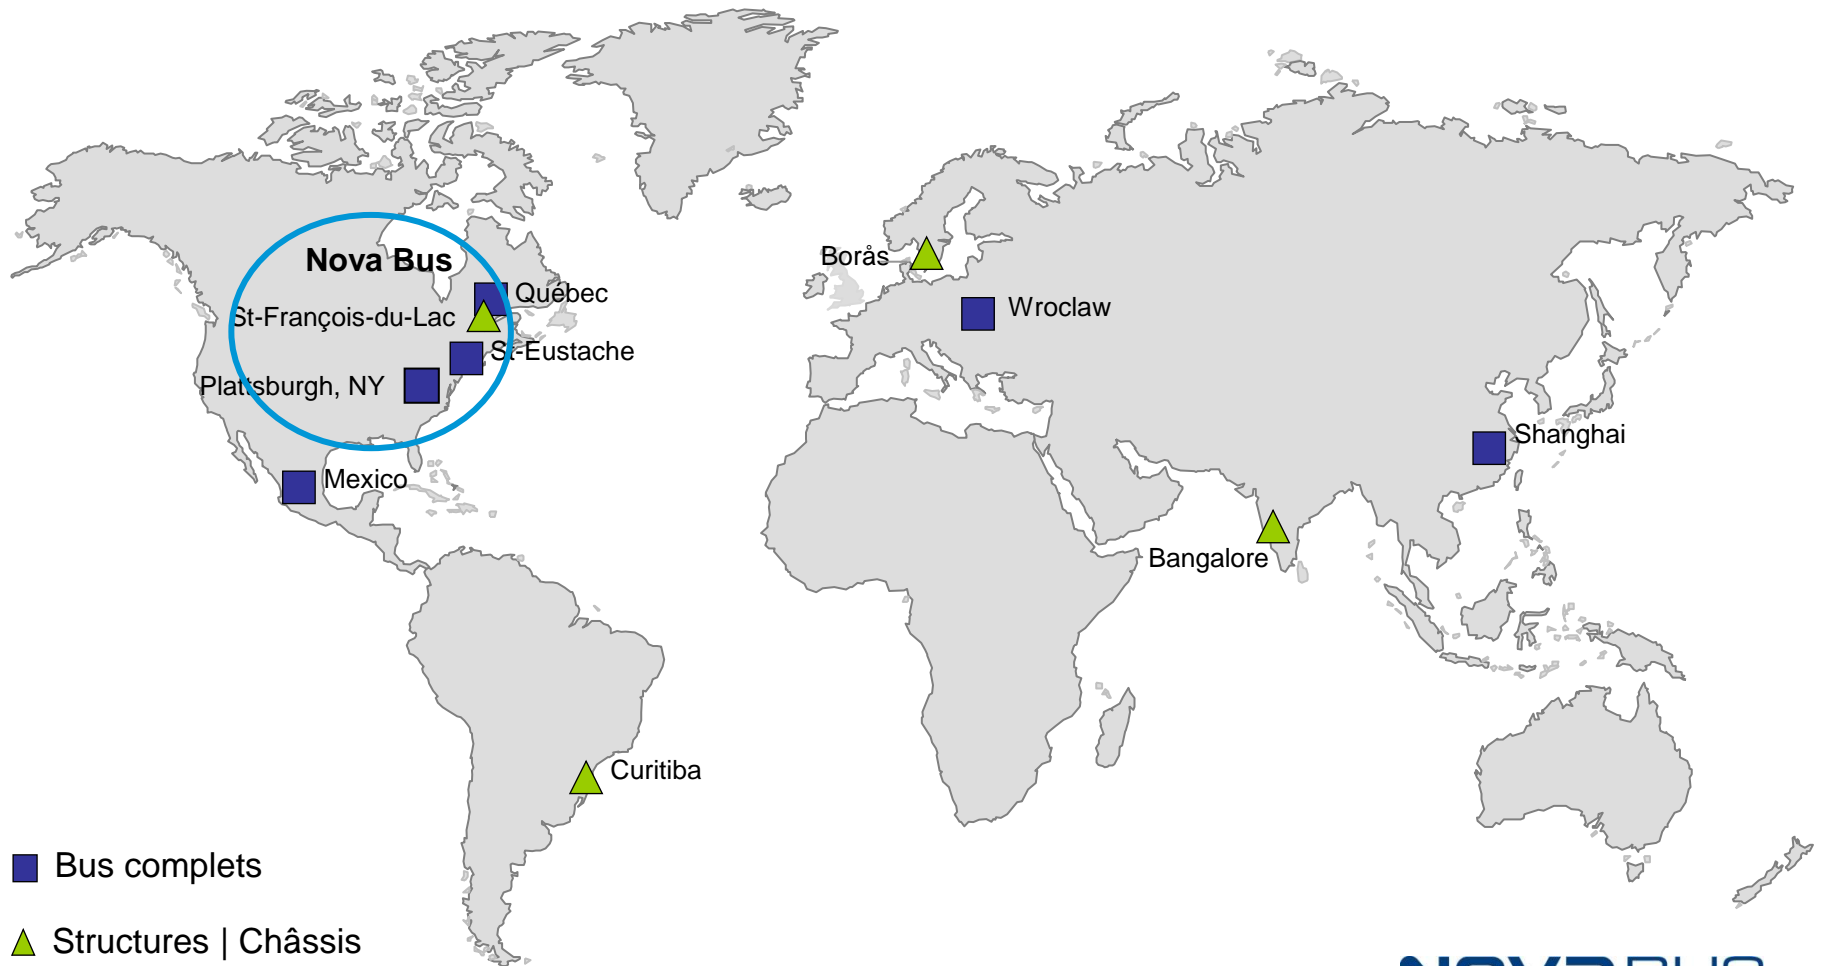 Nova Bus
Québec
St-François-du-Lac
St-Eustache
Plattsburgh, NY
Mexico
Borås
Wroclaw
Shanghai
Bangalore
Curitiba
Bus complets
Structures | Châssis
NOVABUS